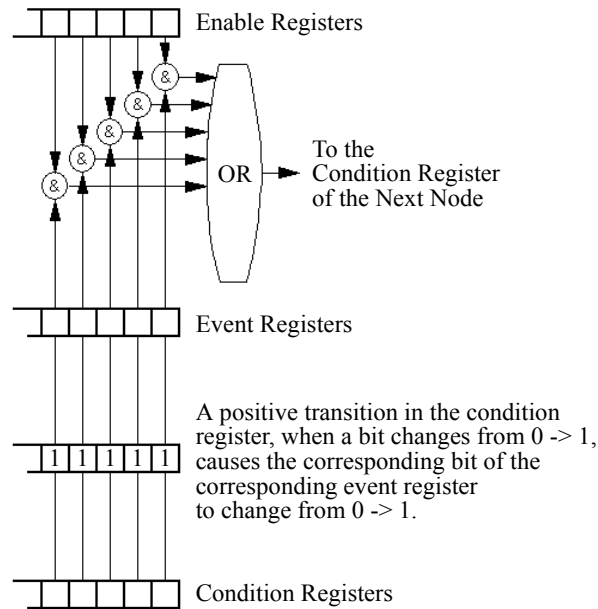 Enable Registers
&
&
&
&
&
OR
To the
Condition Register
of the Next Node
Event Registers
1 1 1 1 1
A positive transition in the condition
register, when a bit changes from 0 -> 1,
causes the corresponding bit of the
corresponding event register
to change from 0 -> 1.
Condition Registers